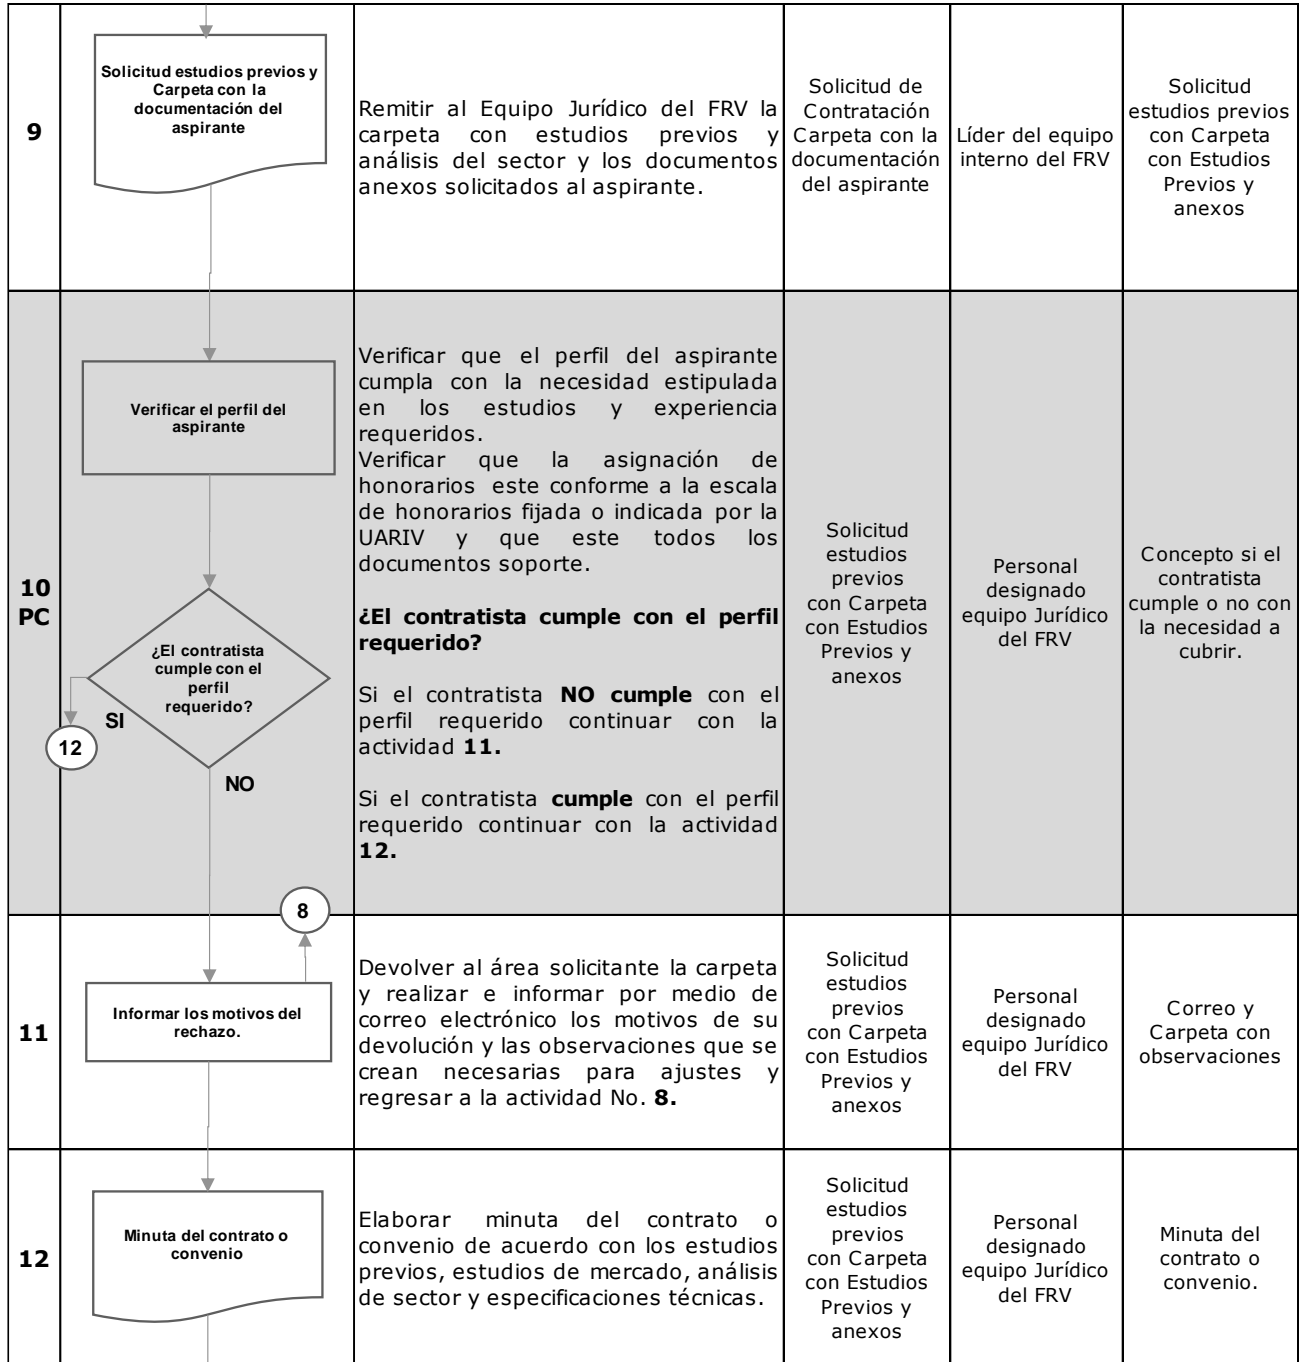 9
Solicitud estudios previos y
Carpeta con la
documentación del
aspirante
Remitir al Equipo Jurídico del FRV la
carpeta con estudios previos y
análisis del sector y los documentos
anexos solicitados al aspirante.
Solicitud de
Contratación
Carpeta con la
documentación
del aspirante
Líder del equipo
interno del FRV
Solicitud
estudios previos
con Carpeta
con Estudios
Previos y
anexos
10
PC
Verificar el perfil del
aspirante
¿El contratista
cumple con el
perfil
requerido?
SI
12
NO
Verificar que el perfil del aspirante
cumpla con la necesidad estipulada
en los estudios y experiencia
requeridos.
Verificar que la asignación de
honorarios este conforme a la escala
de honorarios fijada o indicada por la
UARIV y que este todos los
documentos soporte.
¿El contratista cumple con el perfil
requerido?
Si el contratista NO cumple con el
perfil requerido continuar con la
actividad 11.
Si el contratista cumple con el perfil
requerido continuar con la actividad
12.
Solicitud
estudios
previos
con Carpeta
con Estudios
Previos y
anexos
Personal
designado
equipo Jurídico
del FRV
Concepto si el
contratista
cumple o no con
la necesidad a
cubrir.
8
11
Informar los motivos del
rechazo.
Devolver al área solicitante la carpeta
y realizar e informar por medio de
correo electrónico los motivos de su
devolución y las observaciones que se
crean necesarias para ajustes y
regresar a la actividad No. 8.
Solicitud
estudios
previos
con Carpeta
con Estudios
Previos y
anexos
Personal
designado
equipo Jurídico
del FRV
Correo y
Carpeta con
observaciones
12
Minuta del contrato o
convenio
Elaborar minuta del contrato o
convenio de acuerdo con los estudios
previos, estudios de mercado, análisis
de sector y especificaciones técnicas.
Solicitud
estudios
previos
con Carpeta
con Estudios
Previos y
anexos
Personal
designado
equipo Jurídico
del FRV
Minuta del
contrato o
convenio.